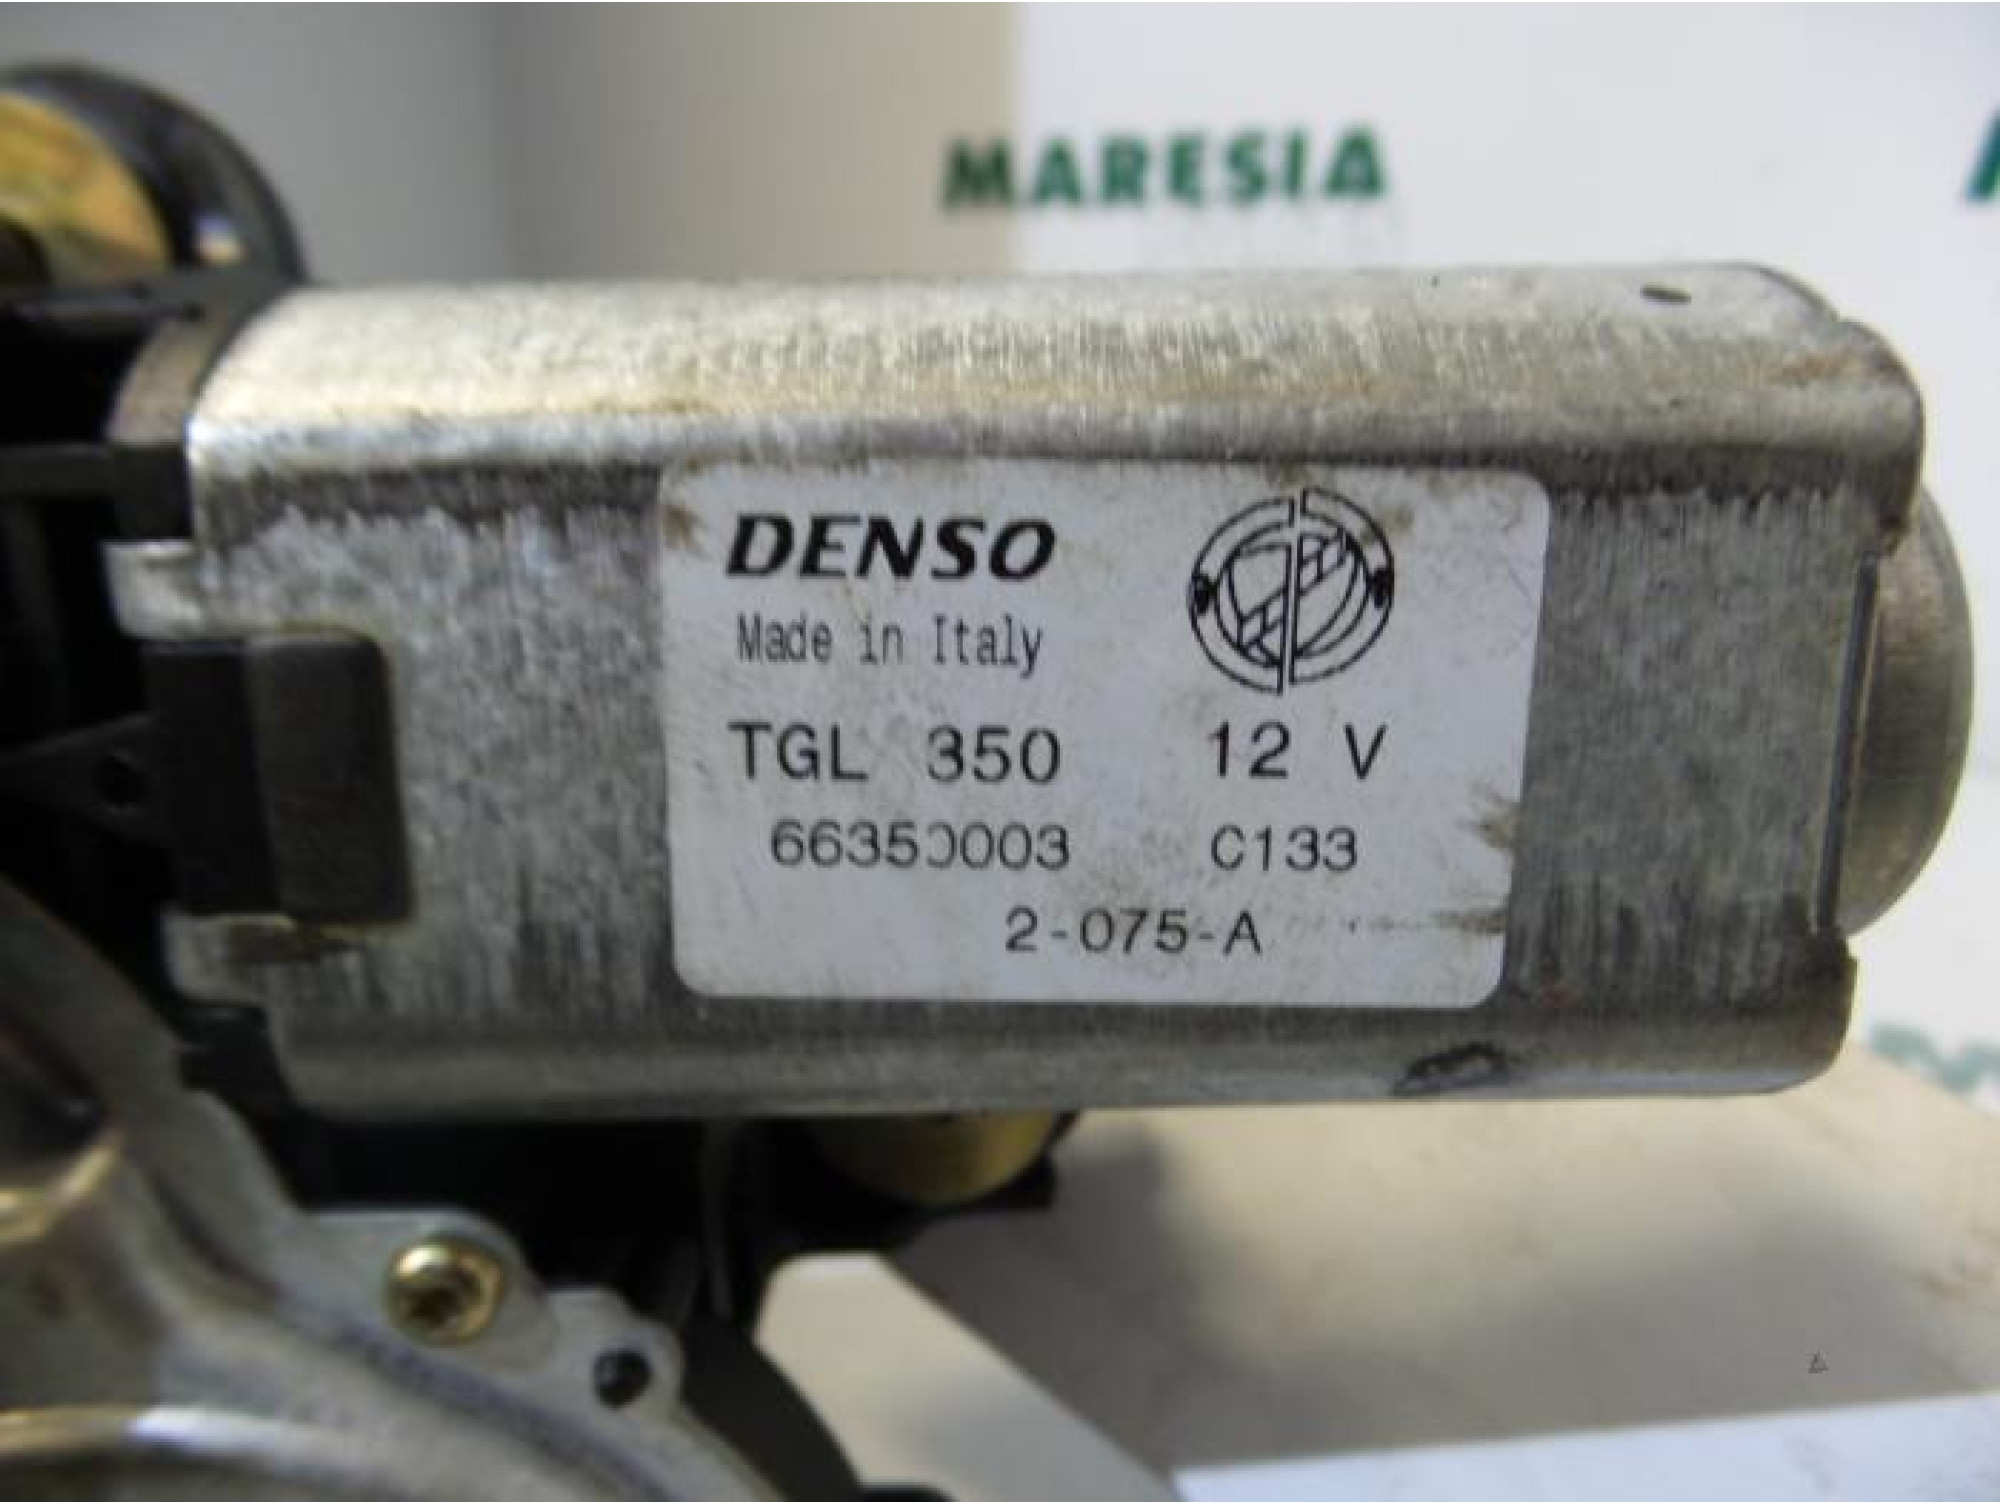 MARESIA
DENSO
Made in Italy
TGL 350 12 V
66350003 C133
2-075-A